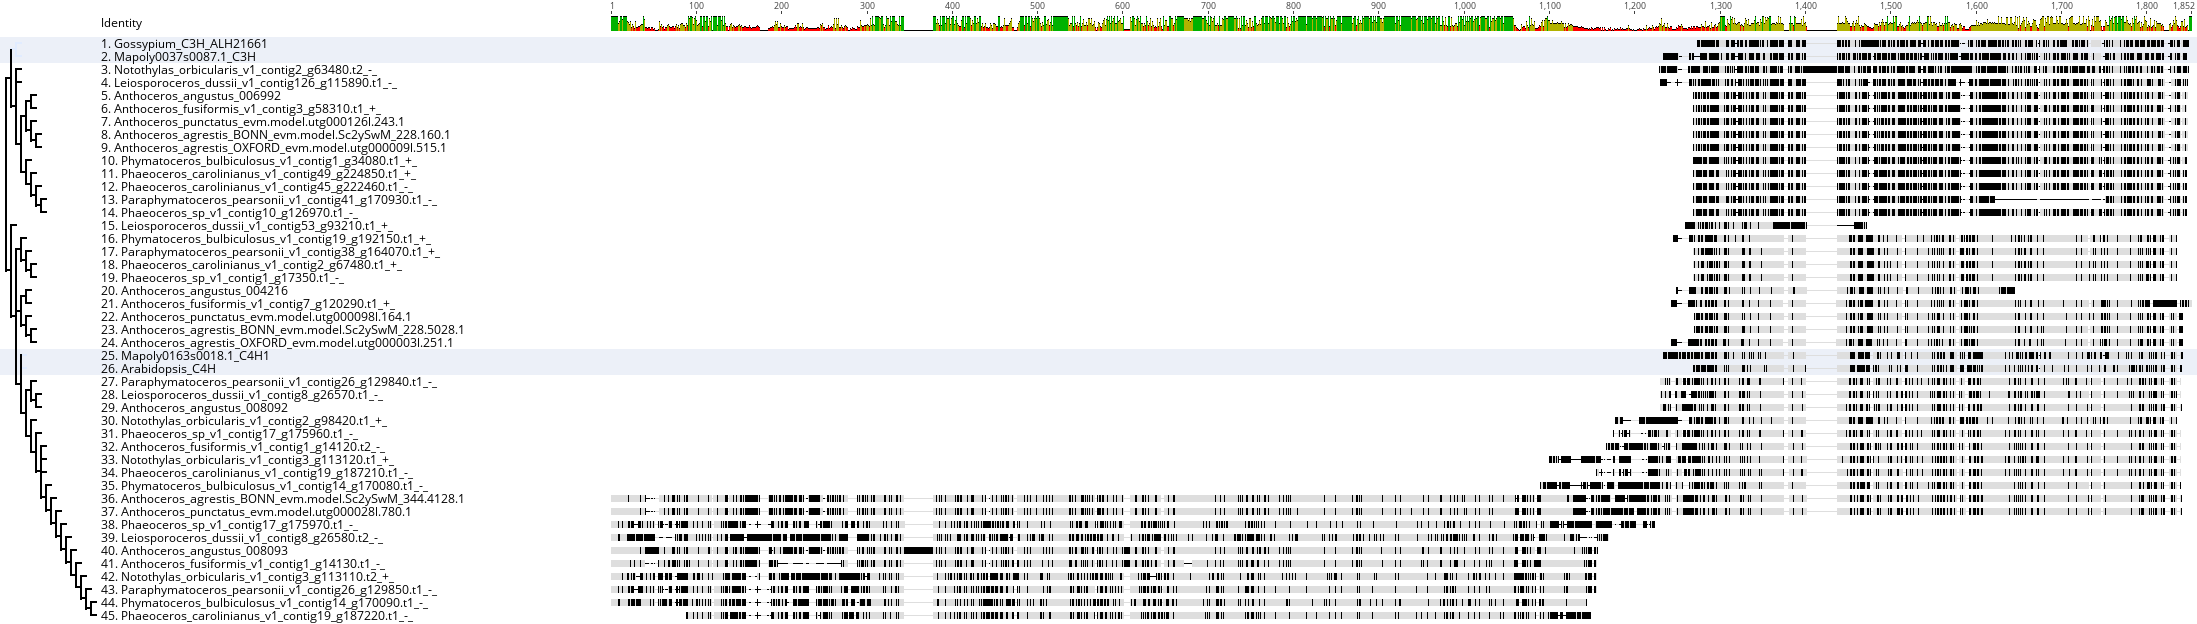 1 100 200 300 400 500 600 700 800 900 1,000 1,100 1,200 1,300 1,400 1,500 1,600 1,700 1,800 1,852
Identity
1. Gossypium_C3H_ALH21661
2. Mapoly0037s0087.1_C3H
3. Notothylas_orbicularis_v1_contig2_g63480.t2_-_
4. Leiosporoceros_dussii_v1_contig126_g115890.t1_-_
5. Anthoceros_angustus_006992
6. Anthoceros_fusiformis_v1_contig3_g58310.t1_+_
7. Anthoceros_punctatus_evm.model.utg000126l.243.1
8. Anthoceros_agrestis_BONN_evm.model.Sc2ySwM_228.160.1
9. Anthoceros_agrestis_OXFORD_evm.model.utg000009l.515.1
10. Phymatoceros_bulbiculosus_v1_contig1_g34080.t1_+_
11. Phaeoceros_carolinianus_v1_contig49_g224850.t1_+_
12. Phaeoceros_carolinianus_v1_contig45_g222460.t1_-_
13. Paraphymatoceros_pearsonii_v1_contig41_g170930.t1_-_
14. Phaeoceros_sp_v1_contig10_g126970.t1_-_
15. Leiosporoceros_dussii_v1_contig53_g93210.t1_+_
16. Phymatoceros_bulbiculosus_v1_contig19_g192150.t1_+_
17. Paraphymatoceros_pearsonii_v1_contig38_g164070.t1_+_
18. Phaeoceros_carolinianus_v1_contig2_g67480.t1_+_
19. Phaeoceros_sp_v1_contig1_g17350.t1_-_
20. Anthoceros_angustus_004216
21. Anthoceros_fusiformis_v1_contig7_g120290.t1_+_
22. Anthoceros_punctatus_evm.model.utg000098l.164.1
23. Anthoceros_agrestis_BONN_evm.model.Sc2ySwM_228.5028.1
24. Anthoceros_agrestis_OXFORD_evm.model.utg000003l.251.1
25. Mapoly0163s0018.1_C4H1
26. Arabidopsis_C4H
27. Paraphymatoceros_pearsonii_v1_contig26_g129840.t1_-_
28. Leiosporoceros_dussii_v1_contig8_g26570.t1_-_
29. Anthoceros_angustus_008092
30. Notothylas_orbicularis_v1_contig2_g98420.t1_+_
31. Phaeoceros_sp_v1_contig17_g175960.t1_-_
32. Anthoceros_fusiformis_v1_contig1_g14120.t2_-_
33. Notothylas_orbicularis_v1_contig3_g113120.t1_+_
34. Phaeoceros_carolinianus_v1_contig19_g187210.t1_-_
35. Phymatoceros_bulbiculosus_v1_contig14_g170080.t1_-_
36. Anthoceros_agrestis_BONN_evm.model.Sc2ySwM_344.4128.1
37. Anthoceros_punctatus_evm.model.utg000028l.780.1
38. Phaeoceros_sp_v1_contig17_g175970.t1_-_
39. Leiosporoceros_dussii_v1_contig8_g26580.t2_-_
40. Anthoceros_angustus_008093
41. Anthoceros_fusiformis_v1_contig1_g14130.t1_-_
42. Notothylas_orbicularis_v1_contig3_g113110.t2_+_
43. Paraphymatoceros_pearsonii_v1_contig26_g129850.t1_-_
44. Phymatoceros_bulbiculosus_v1_contig14_g170090.t1_-_
45. Phaeoceros_carolinianus_v1_contig19_g187220.t1_-_